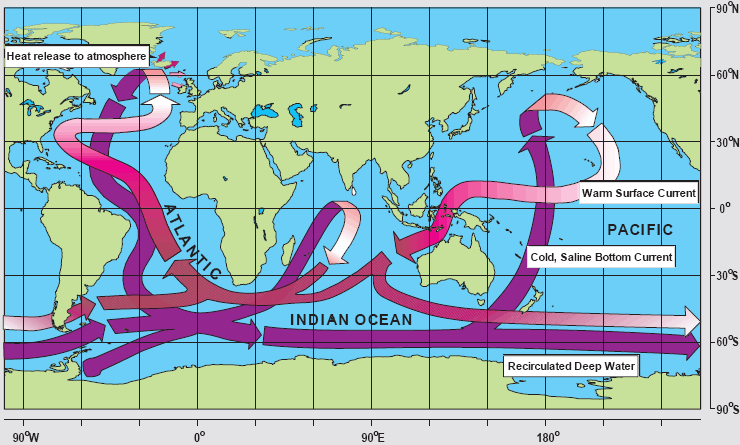 90°N
Heat release to atmosphere
60°N
30°N
Warm Surface Current
0°
ATLANTIC
PACIFIC
Cold, Saline Bottom Current
30°S
INDIAN OCEAN
60°S
Recirculated Deep Water
90°S
90°W
0°
90°E
180°